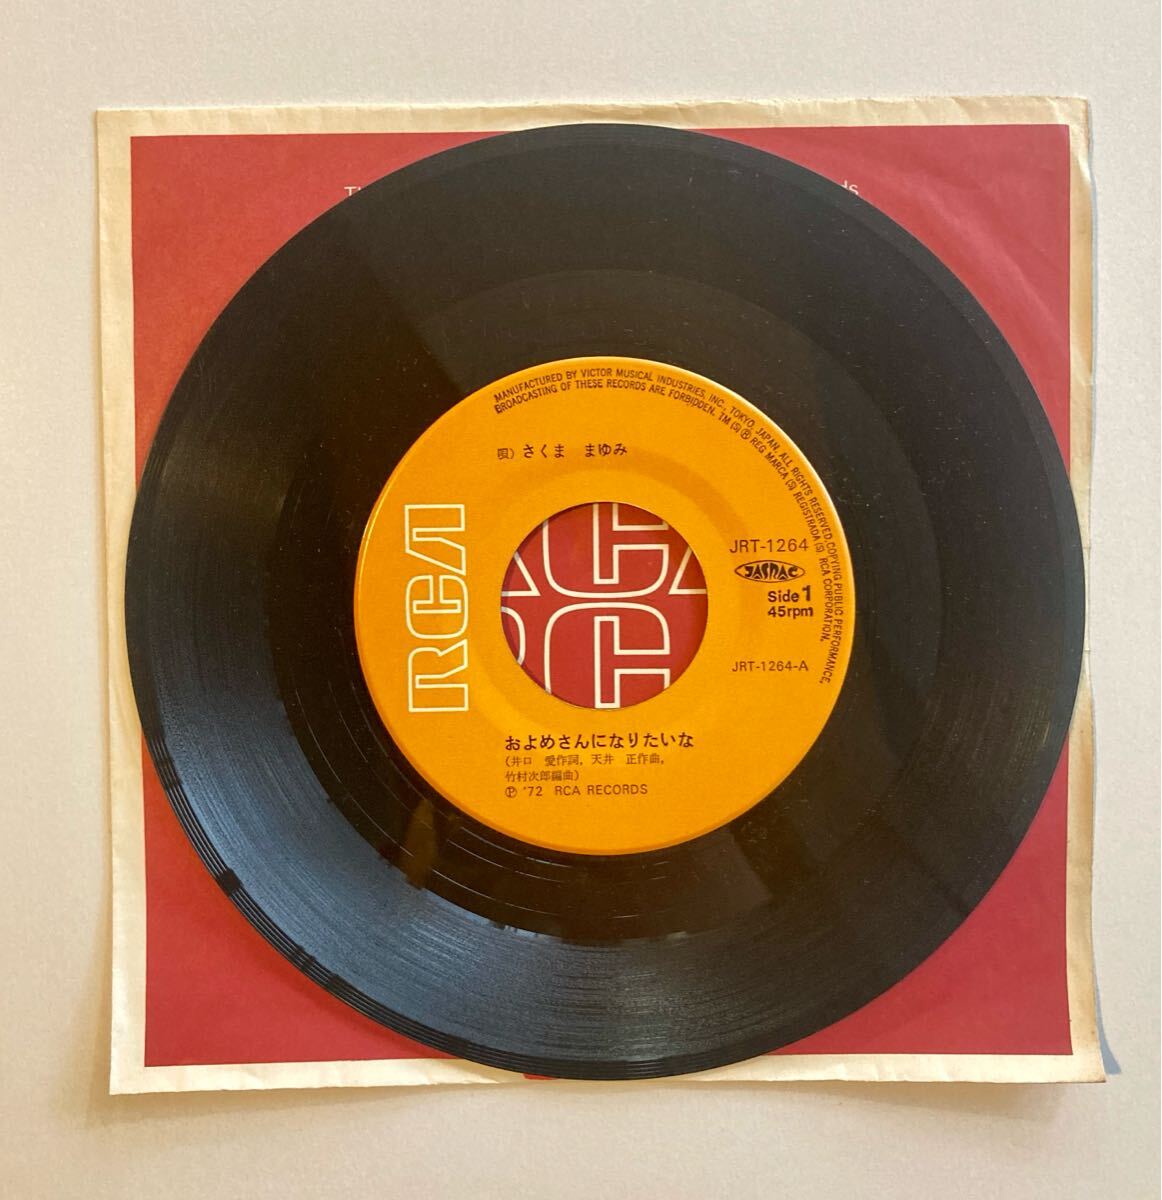 MANUFACTURED BY VICTOR MUSICAL INDUSTRIES, INC., TOKYO, JAPAN. ALL RIGHTS RESERVED, COPYING PUBLIC PERFORMANCE,
BROADCASTING OF THESE RECORDS ARE FORBIDDEN. TM (S) ® REG MARCA (S) REGISTRADA (S) RCA CORPORATION.
唄) さくま まゆみ
RCA
JRT-1264
JASRAC
Side 1
45rpm
JRT-1264-A
およめさんになりたいな
(井口 愛作詞, 天井 正作曲,
竹村次郎編曲)
Ⓟ '72 RCA RECORDS